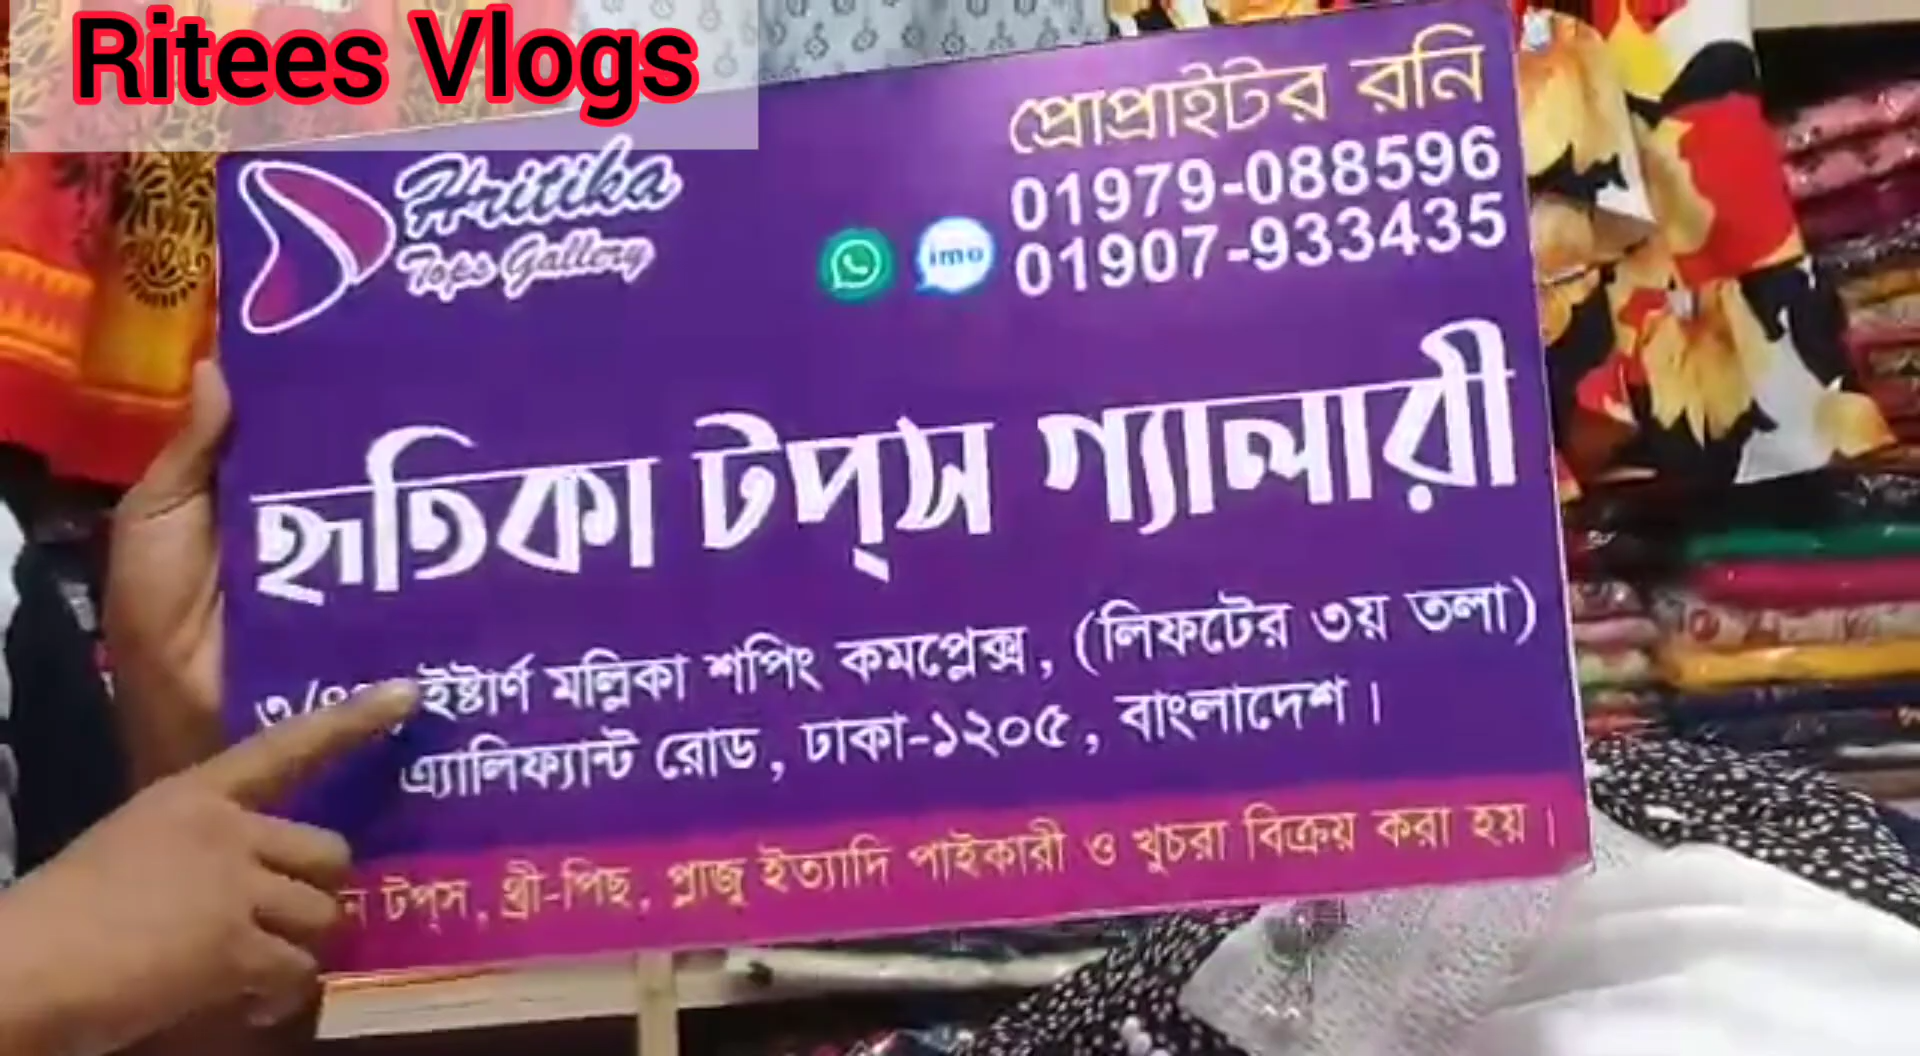 Ritees Vlogs
Hritika
Tops Gallery
প্রোপ্রাইটর রনি
01979-088596
imo
01907-933435
হৃতিকা টপ্স গ্যালারী
ইষ্টার্ণ মল্লিকা শপিং কমপ্লেক্স, (লিফটের ৩য় তলা)
এ্যালিফ্যান্ট রোড, ঢাকা-১২০৫, বাংলাদেশ।
টপ্স, থ্রী-পিছ, প্লাজু ইত্যাদি পাইকারী ও খুচরা বিক্রয় করা হয়।